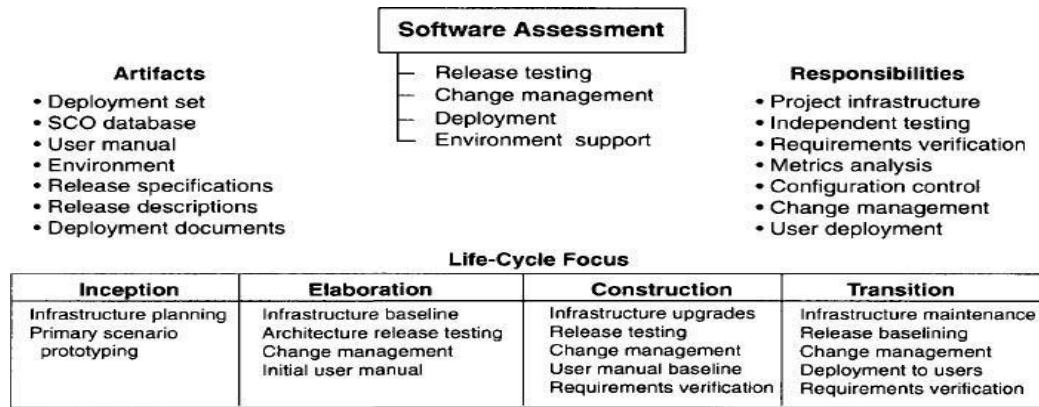 Software Assessment
Release testing
Change management
Deployment
Environment support
Artifacts
• Deployment set
• SCO database
• User manual
• Environment
• Release specifications
• Release descriptions
• Deployment documents
Responsibilities
• Project infrastructure
• Independent testing
• Requirements verification
• Metrics analysis
• Configuration control
• Change management
• User deployment
Life-Cycle Focus
Inception
Infrastructure planning
Primary scenario
prototyping
Elaboration
Infrastructure baseline
Architecture release testing
Change management
Initial user manual
Construction
Infrastructure upgrades
Release testing
Change management
User manual baseline
Requirements verification
Transition
Infrastructure maintenance
Release baselining
Change management
Deployment to users
Requirements verification